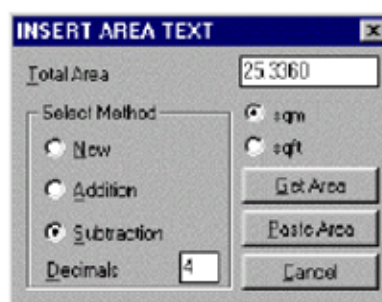 INSERT AREA TEXT
Total Area 25.3360
Select Method
sqm
New
sqft
Addition
Get Area
Subtraction
Paste Area
Decimals 4
Cancel